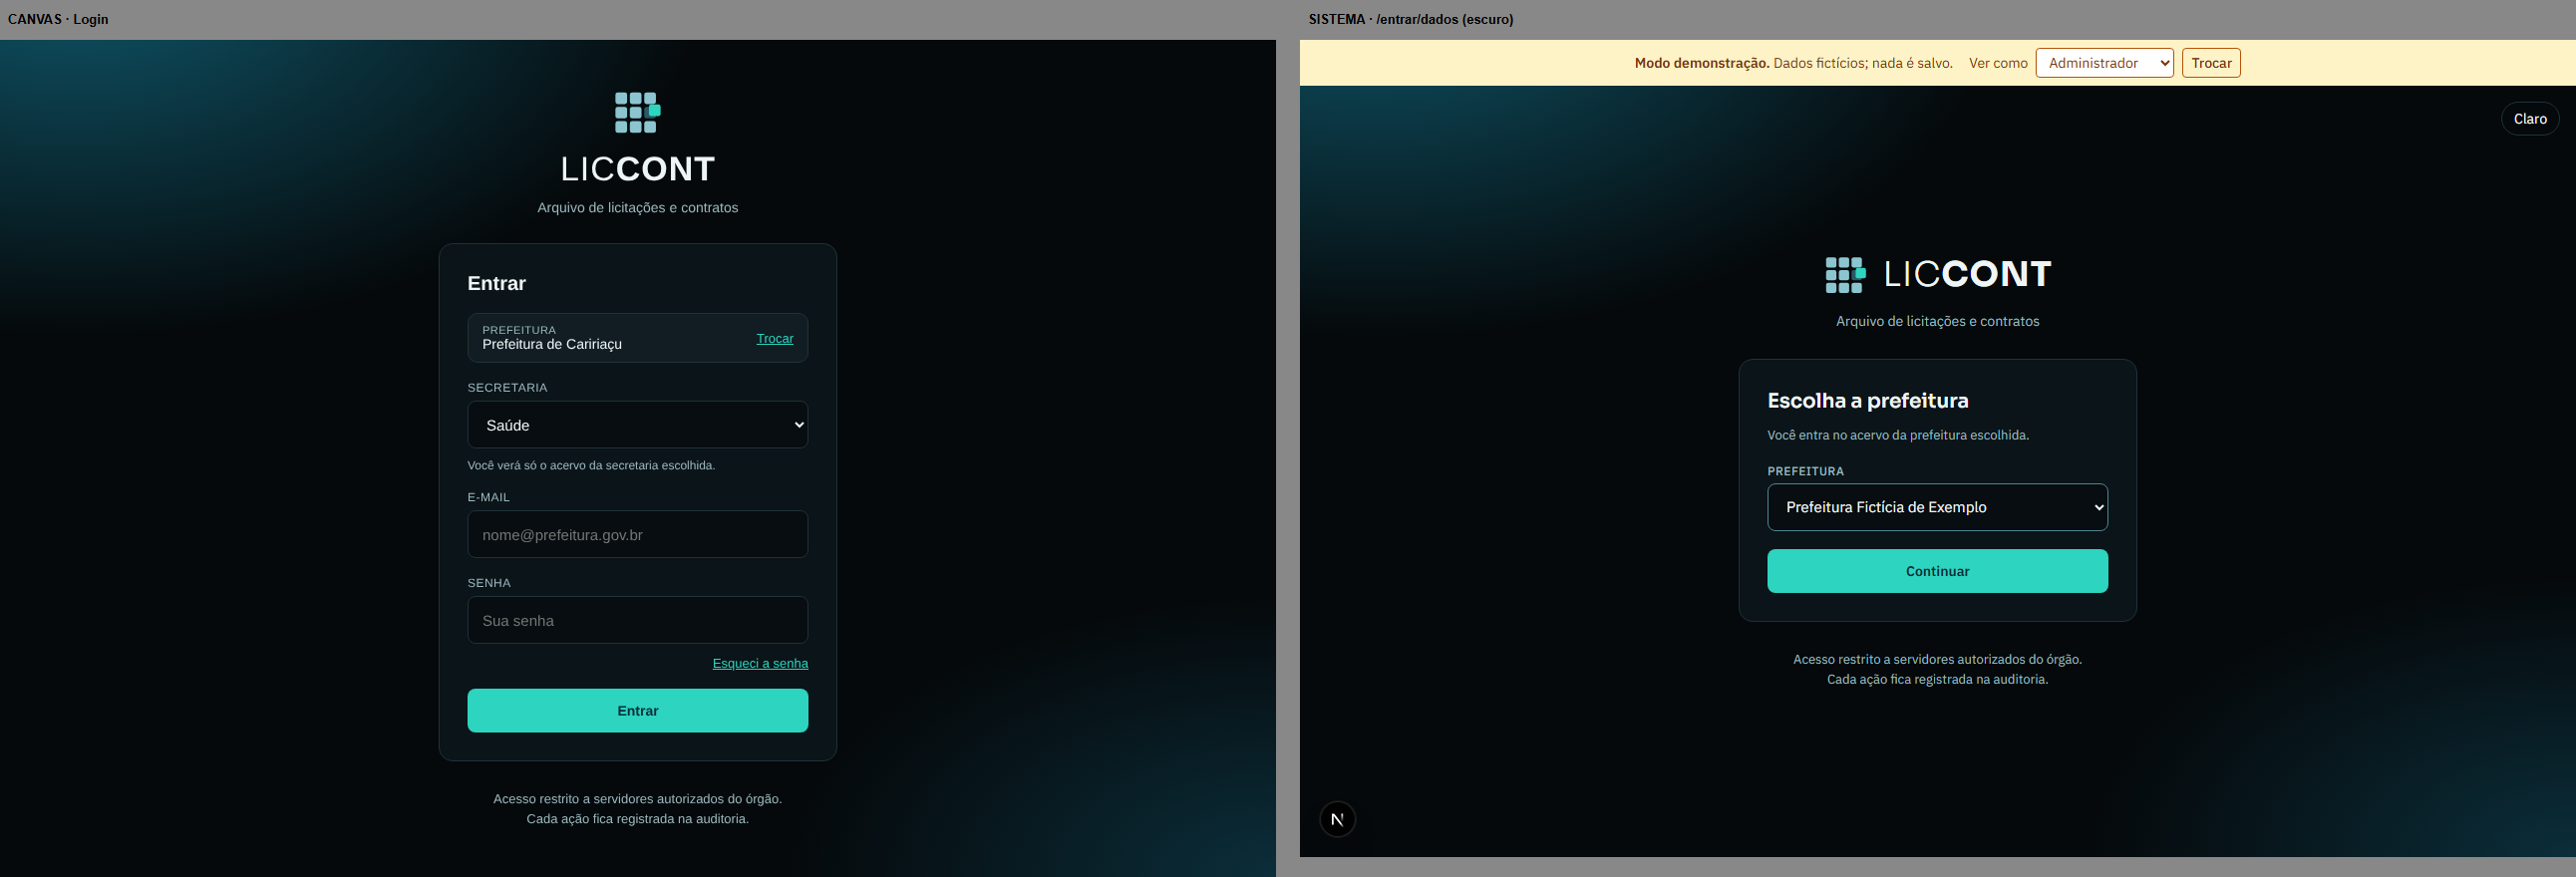 CANVAS · Login
LICCONT
Arquivo de licitações e contratos
Entrar
PREFEITURA
Prefeitura de Caririaçu
Trocar
SECRETARIA
Saúde
Você verá só o acervo da secretaria escolhida.
E-MAIL
nome@prefeitura.gov.br
SENHA
Sua senha
Esqueci a senha
Entrar
Acesso restrito a servidores autorizados do órgão.
Cada ação fica registrada na auditoria.
SISTEMA · /entrar/dados (escuro)
Modo demonstração. Dados fictícios; nada é salvo. Ver como Administrador Trocar
Claro
LICCONT
Arquivo de licitações e contratos
Escolha a prefeitura
Você entra no acervo da prefeitura escolhida.
PREFEITURA
Prefeitura Fictícia de Exemplo
Continuar
Acesso restrito a servidores autorizados do órgão.
Cada ação fica registrada na auditoria.
N